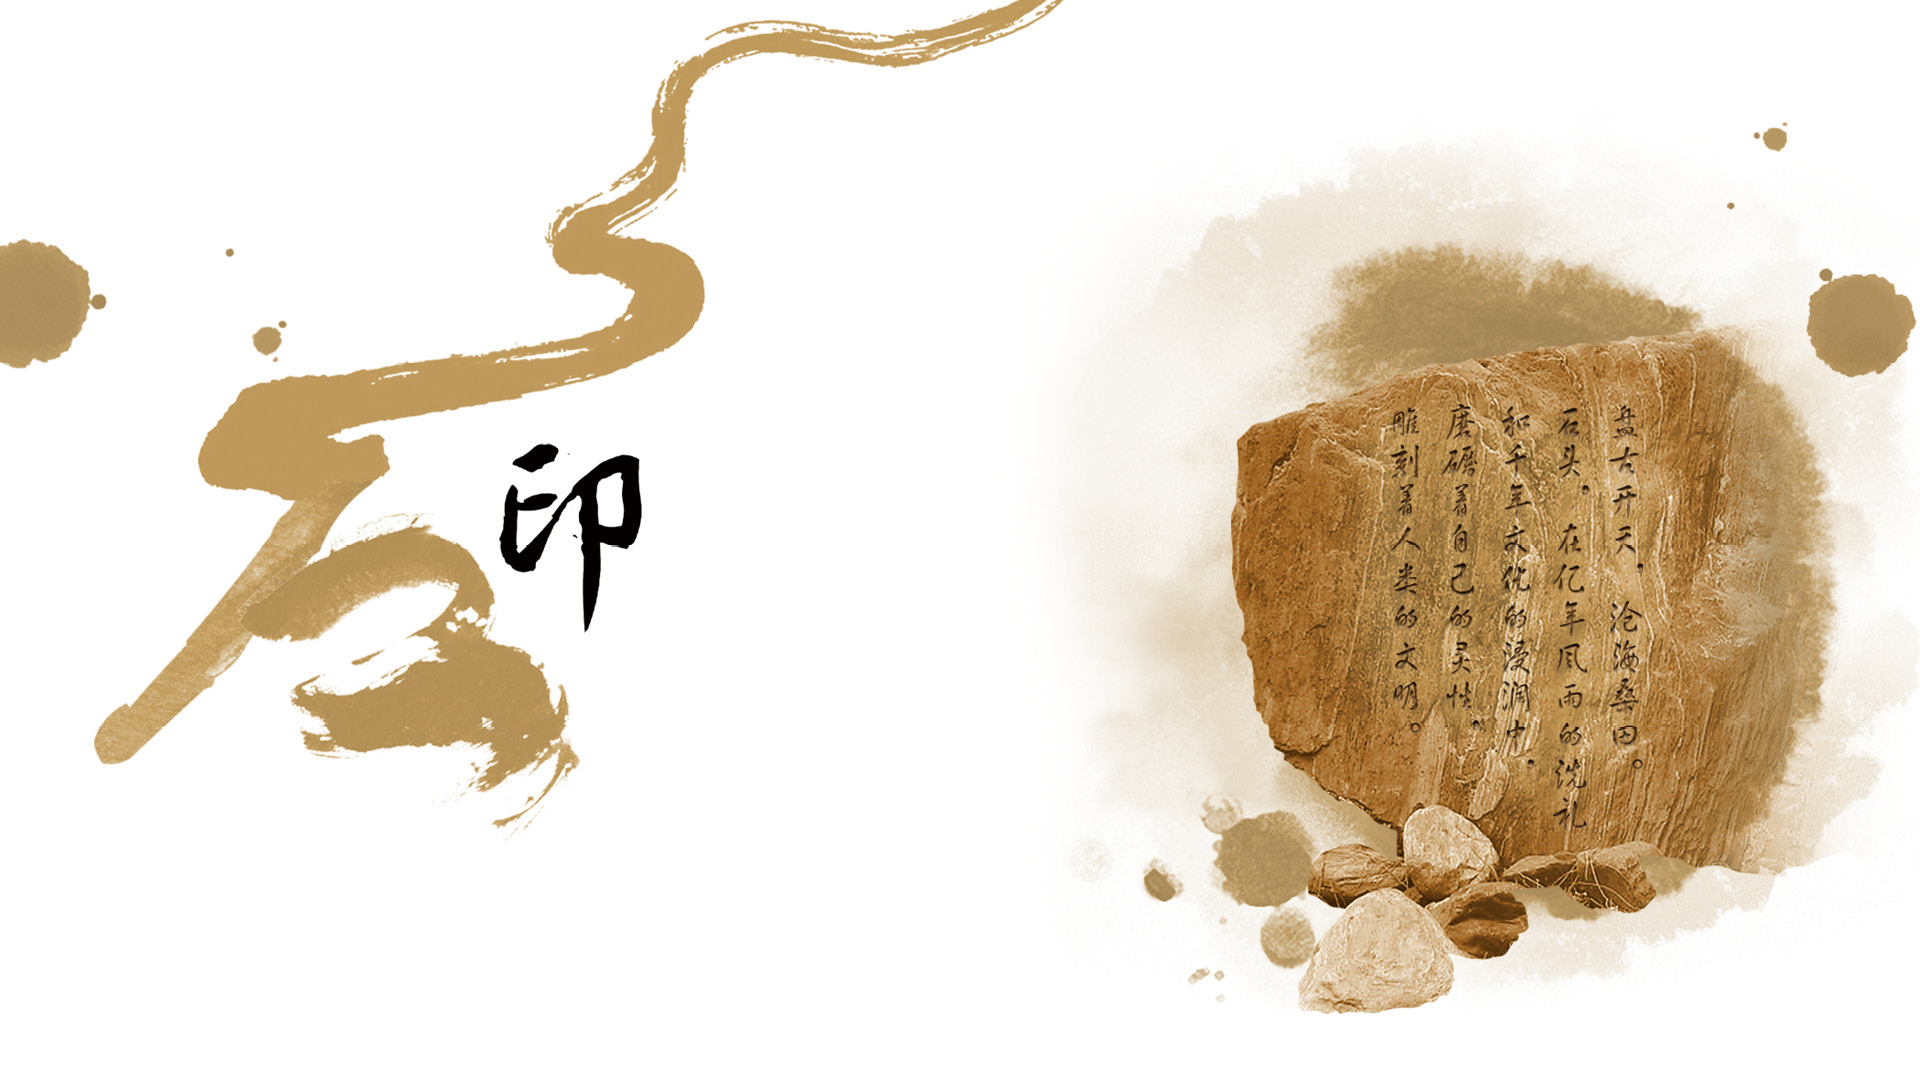 石
印
盘古开天，沧海桑田。
石头。在亿年风雨的洗礼
和千年文化的浸润中。
磨砺着自己的灵性。
雕刻着人类的文明。